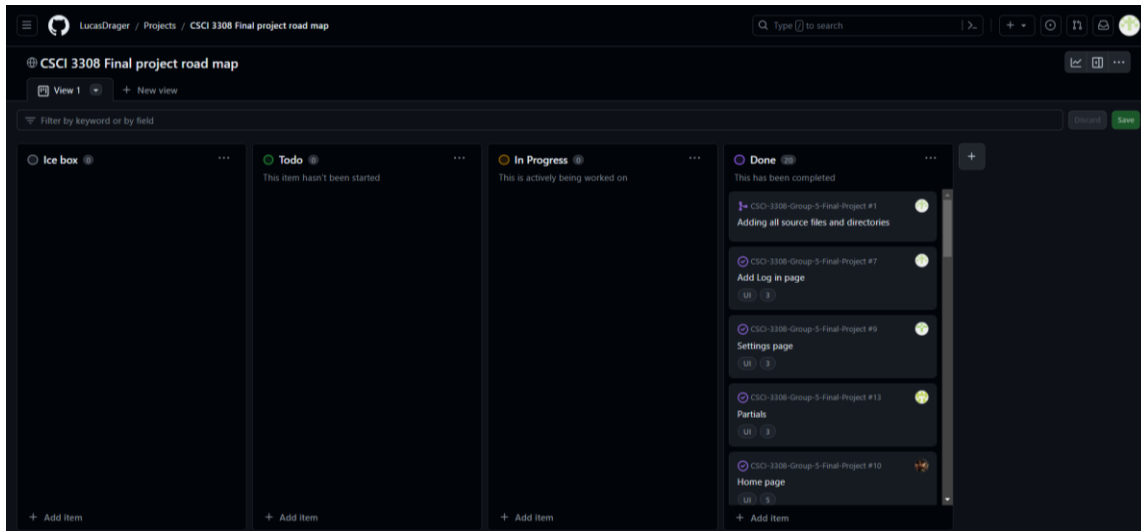 LucasDrager / Projects / CSCI 3308 Final project road map
Type / to search
CSCI 3308 Final project road map
View 1
+ New view
Filter by keyword or by field
Discard
Save
Ice box 0
Todo 0
This item hasn't been started
In Progress 0
This is actively being worked on
Done 20
This has been completed
CSCI-3308-Group-5-Final-Project #1
Adding all source files and directories
CSCI-3308-Group-5-Final-Project #7
Add Log in page
UI 3
CSCI-3308-Group-5-Final-Project #9
Settings page
UI 3
CSCI-3308-Group-5-Final-Project #13
Partials
UI 3
CSCI-3308-Group-5-Final-Project #10
Home page
UI 5
+ Add item
+ Add item
+ Add item
+ Add item